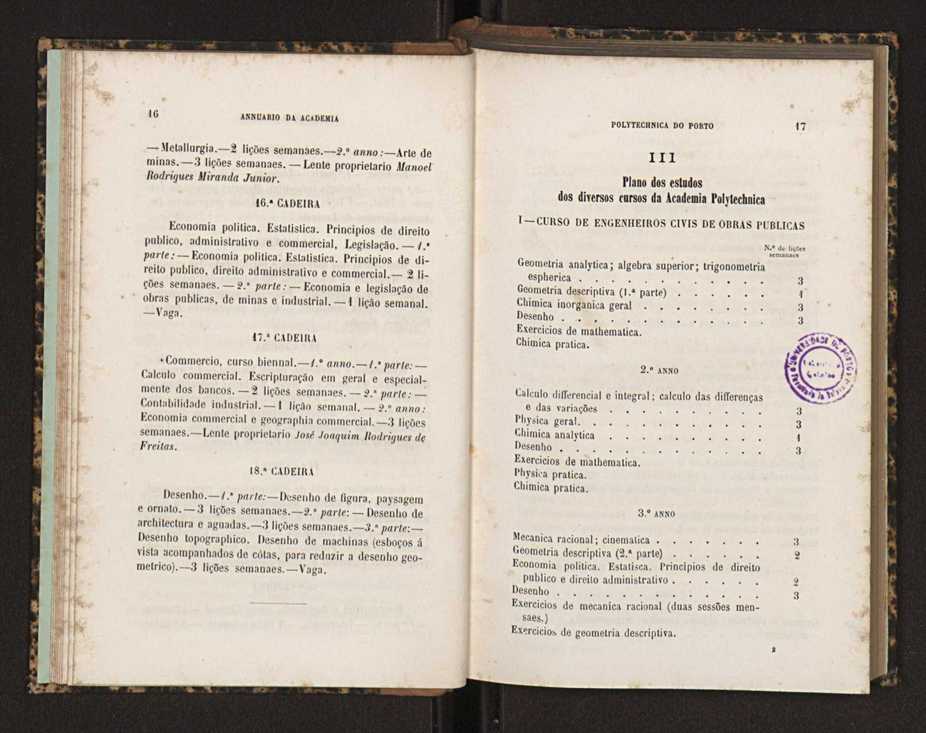 16 ANNUARIO DA ACADEMIA
— Metallurgia.—2 lições semanaes.—2.º anno:—Arte de
minas.—3 lições semanaes. — Lente proprietario Manoel
Rodrigues Miranda Junior.
16.ª CADEIRA
Economia politica. Estatistica. Principios de direito
publico, administrativo e commercial, Legislação. — 1.ª
parte: — Economia politica. Estatistica. Principios de di-
reito publico, direito administrativo e commercial.— 2 li-
ções semanaes. — 2.ª parte: — Economia e legislação de
obras publicas, de minas e industrial. — 1 lição semanal.
—Vaga.
17.ª CADEIRA
Commercio, curso biennal.—1.º anno.—1.ª parte: —
Calculo commercial. Escripturação em geral e especial-
mente dos bancos. — 2 lições semanaes. — 2.ª parte: —
Contabilidade industrial. — 1 lição semanal. — 2.º anno:
Economia commercial e geographia commercial.—3 lições
semanaes.—Lente proprietario José Joaquim Rodrigues de
Freitas.
18.ª CADEIRA
Desenho.—1.ª parte:—Desenho de figura, paysagem
e ornato.— 3 lições semanaes.—2.ª parte: — Desenho de
architectura e aguadas.—3 lições semanaes.—3.ª parte:—
Desenho topographico. Desenho de machinas (esboços á
vista acompanhados de cótas, para reduzir a desenho geo-
metrico).—3 lições semanaes.—Vaga.
POLYTECHNICA DO PORTO 17
III
Plano dos estudos
dos diversos cursos da Academia Polytechnica
I—CURSO DE ENGENHEIROS CIVIS DE OBRAS PUBLICAS
N.º de lições
semanaes
Geometria analytica; algebra superior; trigonometria
espherica . . . . . . . . . . . . 3
Geometria descriptiva (1.ª parte) . . . . . . 1
Chimica inorganica geral . . . . . . . . 3
Desenho . . . . . . . . . . . . . 3
Exercicios de mathematica.
Chimica pratica.
2.º ANNO
Calculo differencial e integral; calculo das differenças
e das variações . . . . . . . . . . 3
Physica geral. . . . . . . . . . . . 3
Chimica analytica . . . . . . . . . . 1
Desenho . . . . . . . . . . . . . 3
Exercicios de mathematica.
Physica pratica.
Chimica pratica.
3.º ANNO
Mecanica racional; cinematica . . . . . . . 3
Geometria descriptiva (2.ª parte) . . . . . . 2
Economia politica. Estatisca. Principios de direito
publico e direito administrativo . . . . . . 2
Desenho . . . . . . . . . . . . . 3
Exercicios de mecanica racional (duas sessões men-
saes.)
Exercicios de geometria descriptiva.
2